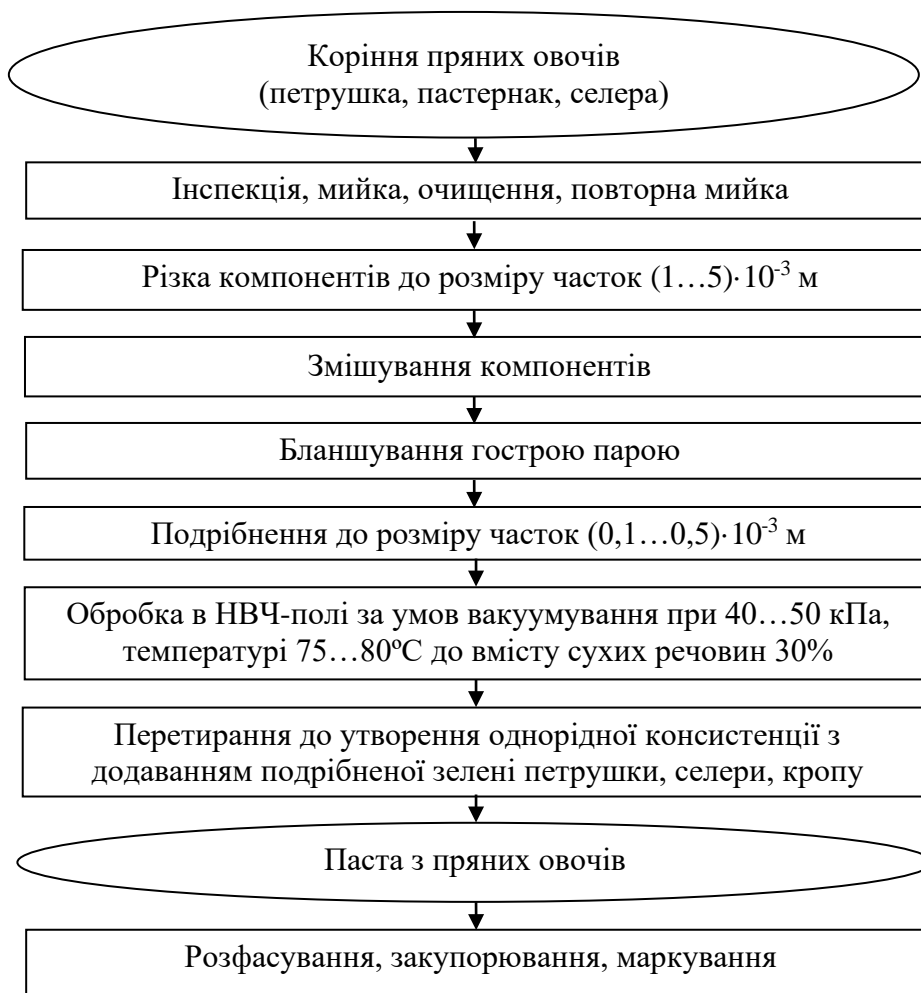 Коріння пряних овочів
(петрушка, пастернак, селера)
Інспекція, мийка, очищення, повторна мийка
Різка компонентів до розміру часток (1…5)·10⁻³ м
Змішування компонентів
Бланшування гострою парою
Подрібнення до розміру часток (0,1…0,5)·10⁻³ м
Обробка в НВЧ-полі за умов вакуумування при 40…50 кПа,
температурі 75…80ºС до вмісту сухих речовин 30%
Перетирання до утворення однорідної консистенції з
додаванням подрібненої зелені петрушки, селери, кропу
Паста з пряних овочів
Розфасування, закупорювання, маркування